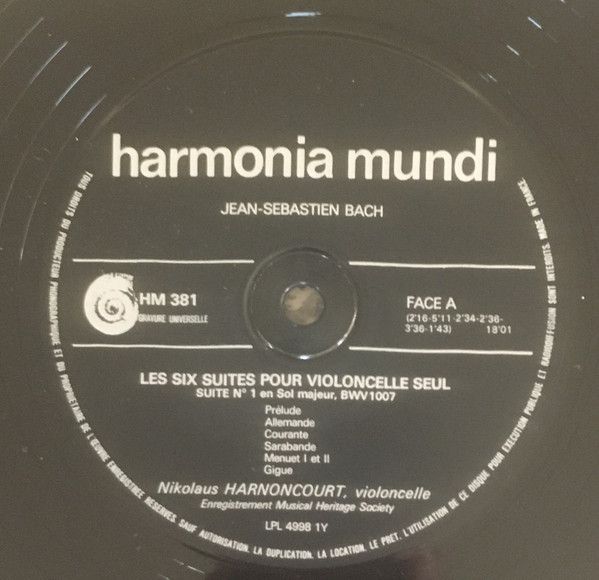 harmonia mundi
JEAN-SEBASTIEN BACH
HM 381
GRAVURE UNIVERSELLE
FACE A
(2'16-5'11-2'34-2'36-
3'36-1'43) 18'01
LES SIX SUITES POUR VIOLONCELLE SEUL
SUITE N° 1 en Sol majeur, BWV1007
Prélude
Allemande
Courante
Sarabande
Menuet I et II
Gigue
Nikolaus HARNONCOURT, violoncelle
Enregistrement Musical Heritage Society
LPL 4998 1Y
TOUS DROITS DU PRODUCTEUR PHONOGRAPHIQUE ET DU PROPRIETAIRE DE L'ŒUVRE ENREGISTREE RESERVES. SAUF AUTORISATION. LA DUPLICATION. LA LOCATION. LE PRET. L'UTILISATION DE CE DISQUE POUR EXECUTION PUBLIQUE ET RADIODIFFUSION SONT INTERDITS. MADE IN FRANCE.